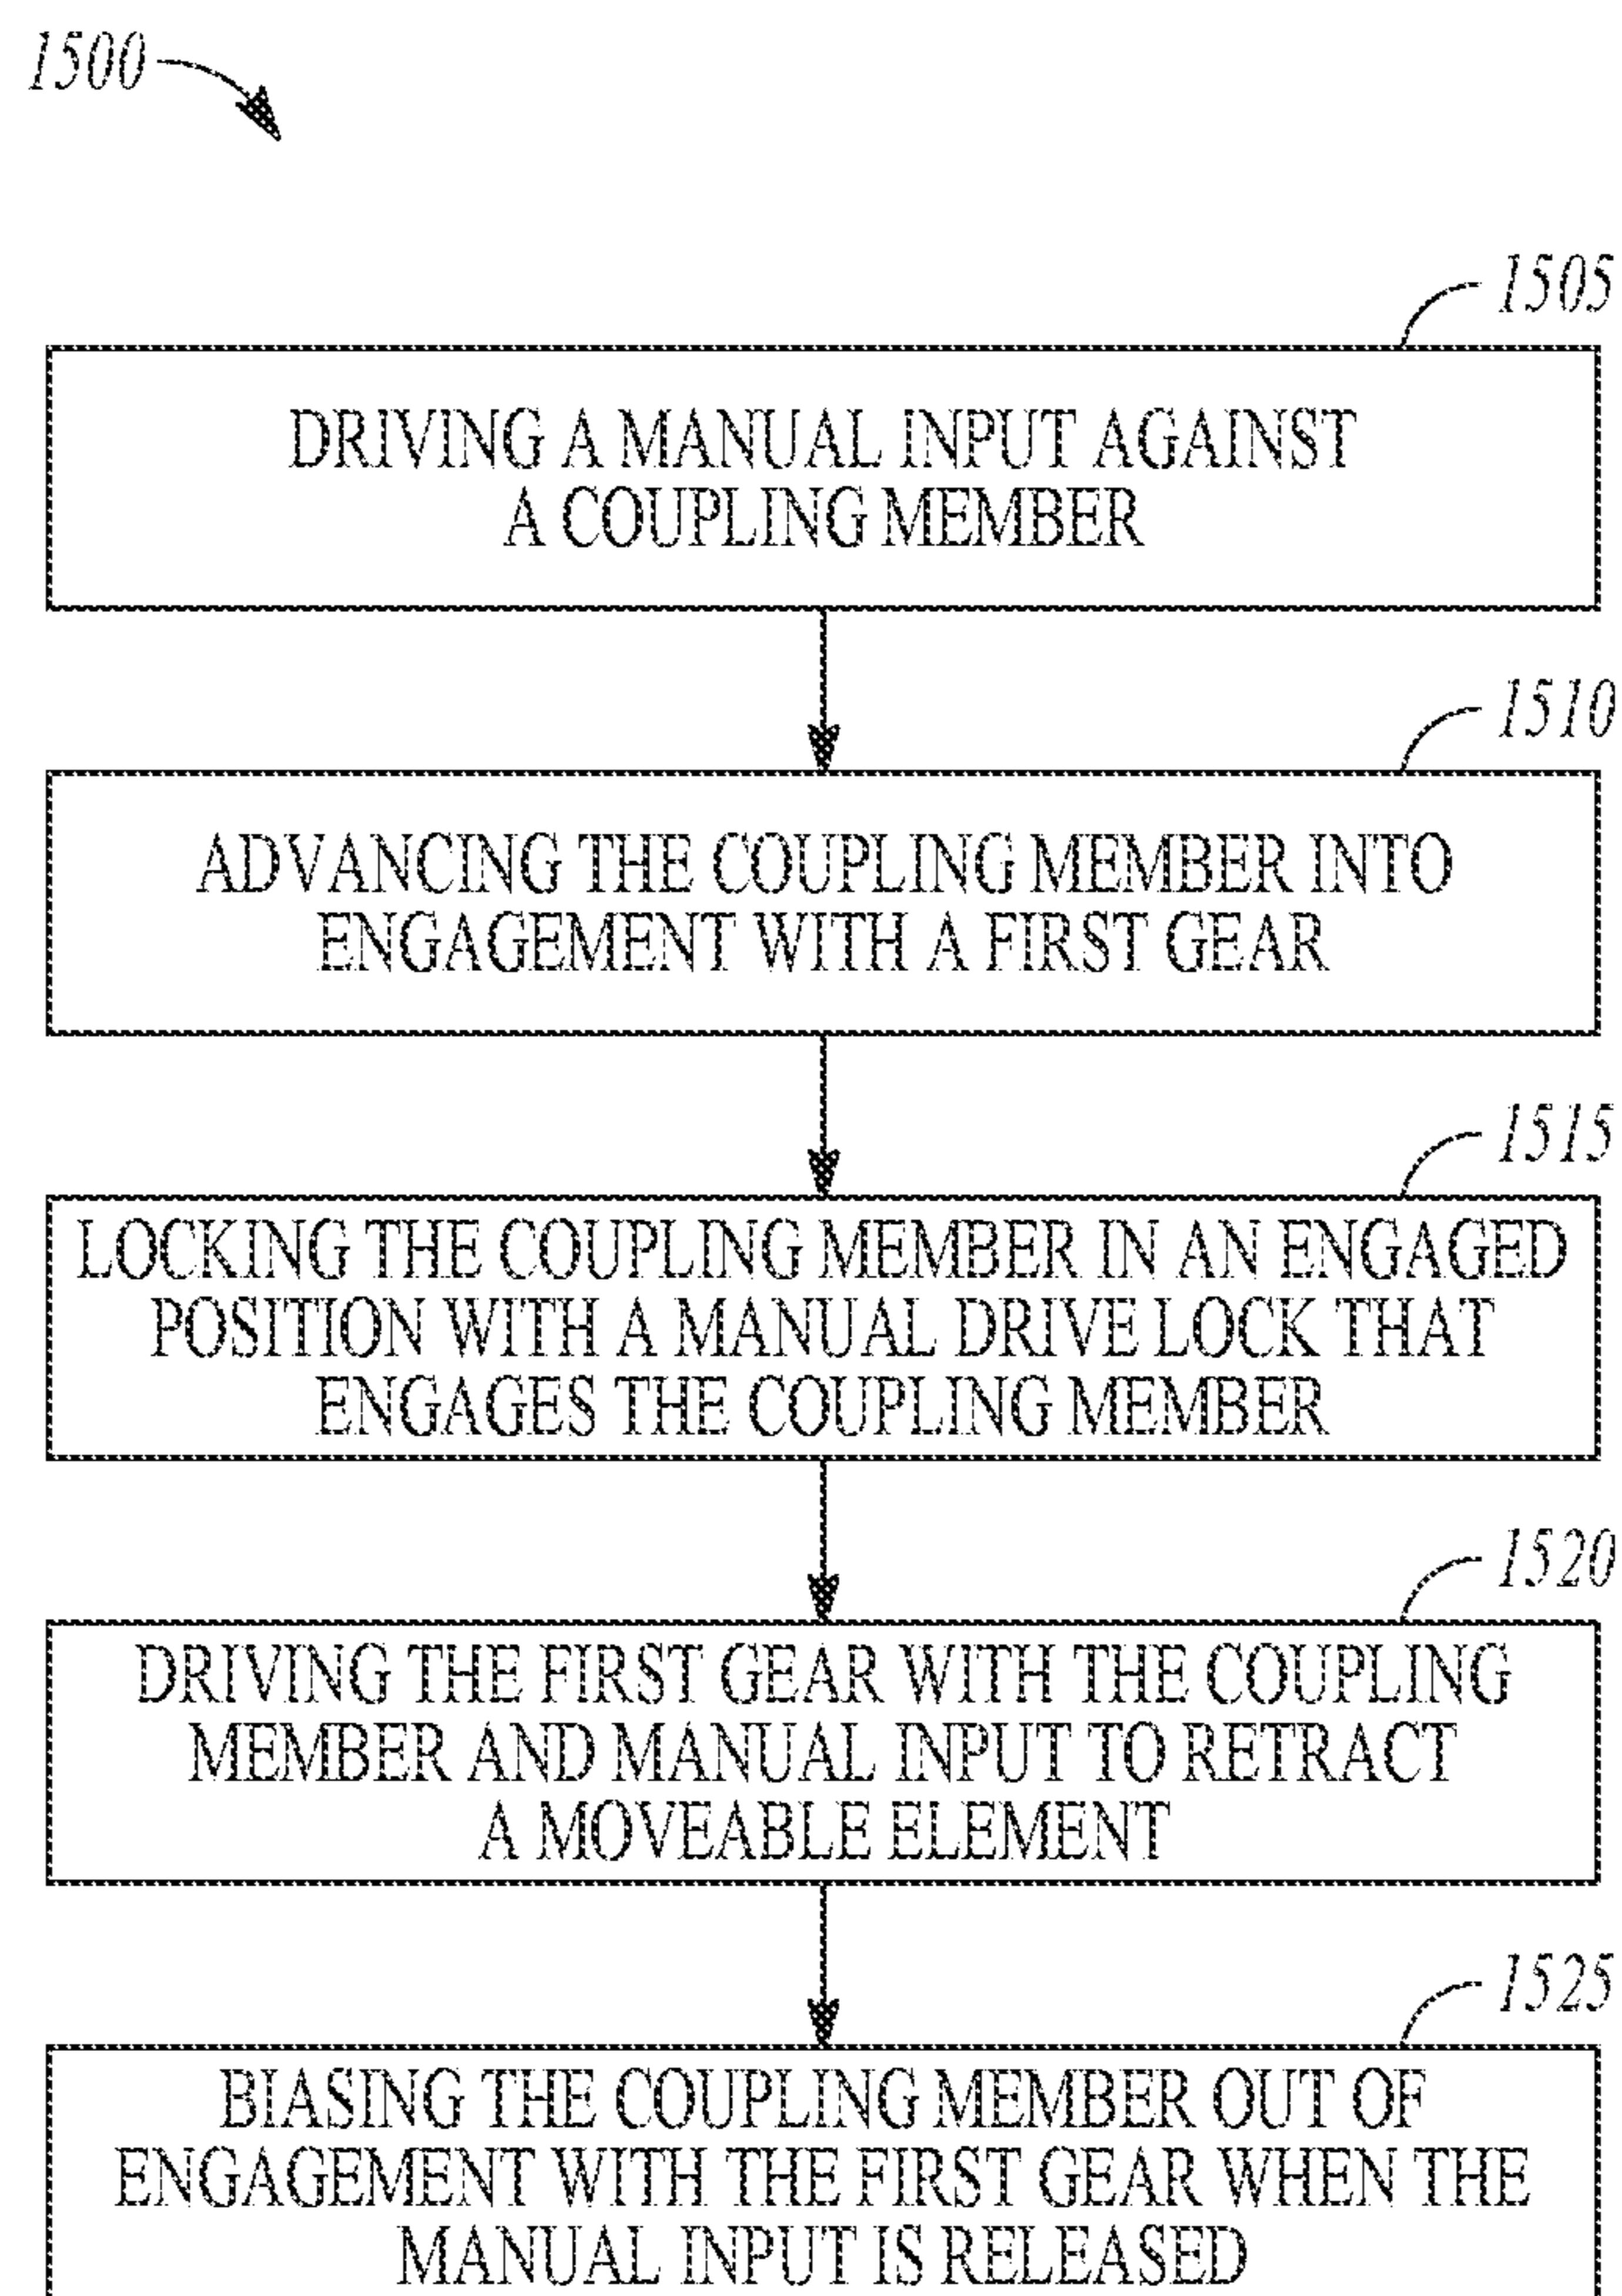 1500
1505
DRIVING A MANUAL INPUT AGAINST
A COUPLING MEMBER
1510
ADVANCING THE COUPLING MEMBER INTO
ENGAGEMENT WITH A FIRST GEAR
1515
LOCKING THE COUPLING MEMBER IN AN ENGAGED
POSITION WITH A MANUAL DRIVE LOCK THAT
ENGAGES THE COUPLING MEMBER
1520
DRIVING THE FIRST GEAR WITH THE COUPLING
MEMBER AND MANUAL INPUT TO RETRACT
A MOVEABLE ELEMENT
1525
BIASING THE COUPLING MEMBER OUT OF
ENGAGEMENT WITH THE FIRST GEAR WHEN THE
MANUAL INPUT IS RELEASED